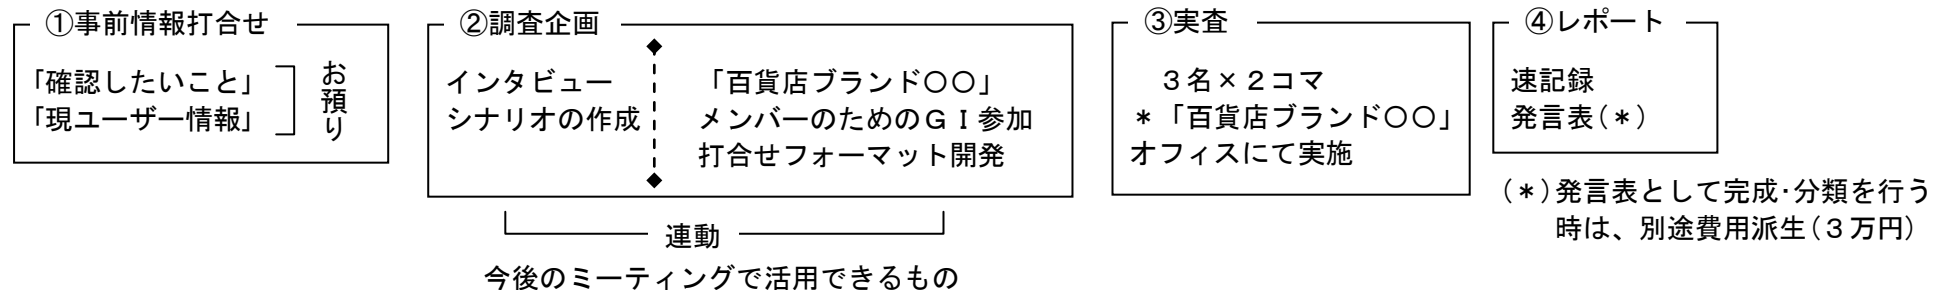 ①事前情報打合せ
「確認したいこと」
「現ユーザー情報」
お預り
②調査企画
インタビュー
シナリオの作成
「百貨店ブランド〇〇」
メンバーのためのGI参加
打合せフォーマット開発
連動
今後のミーティングで活用できるもの
③実査
3名×2コマ
*「百貨店ブランド〇〇」
オフィスにて実施
④レポート
速記録
発言表(*)
(*)発言表として完成・分類を行う
時は、別途費用派生(3万円)